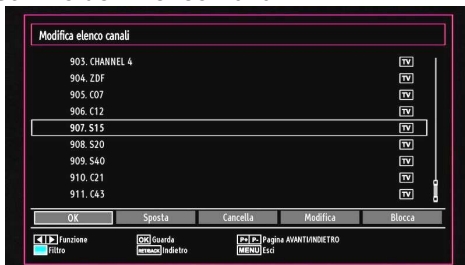 Modifica elenco canali
903. CHANNEL 4 TV
904. ZDF TV
905. C07 TV
906. C12 TV
907. S15 TV
908. S20 TV
909. S40 TV
910. C21 TV
911. C43 TV
OK Sposta Cancella Modifica Blocca
Funzione OK Guarda P+ P- Pagina AVANTI/INDIETRO
Filtro RET/BACK Indietro MENU Esci